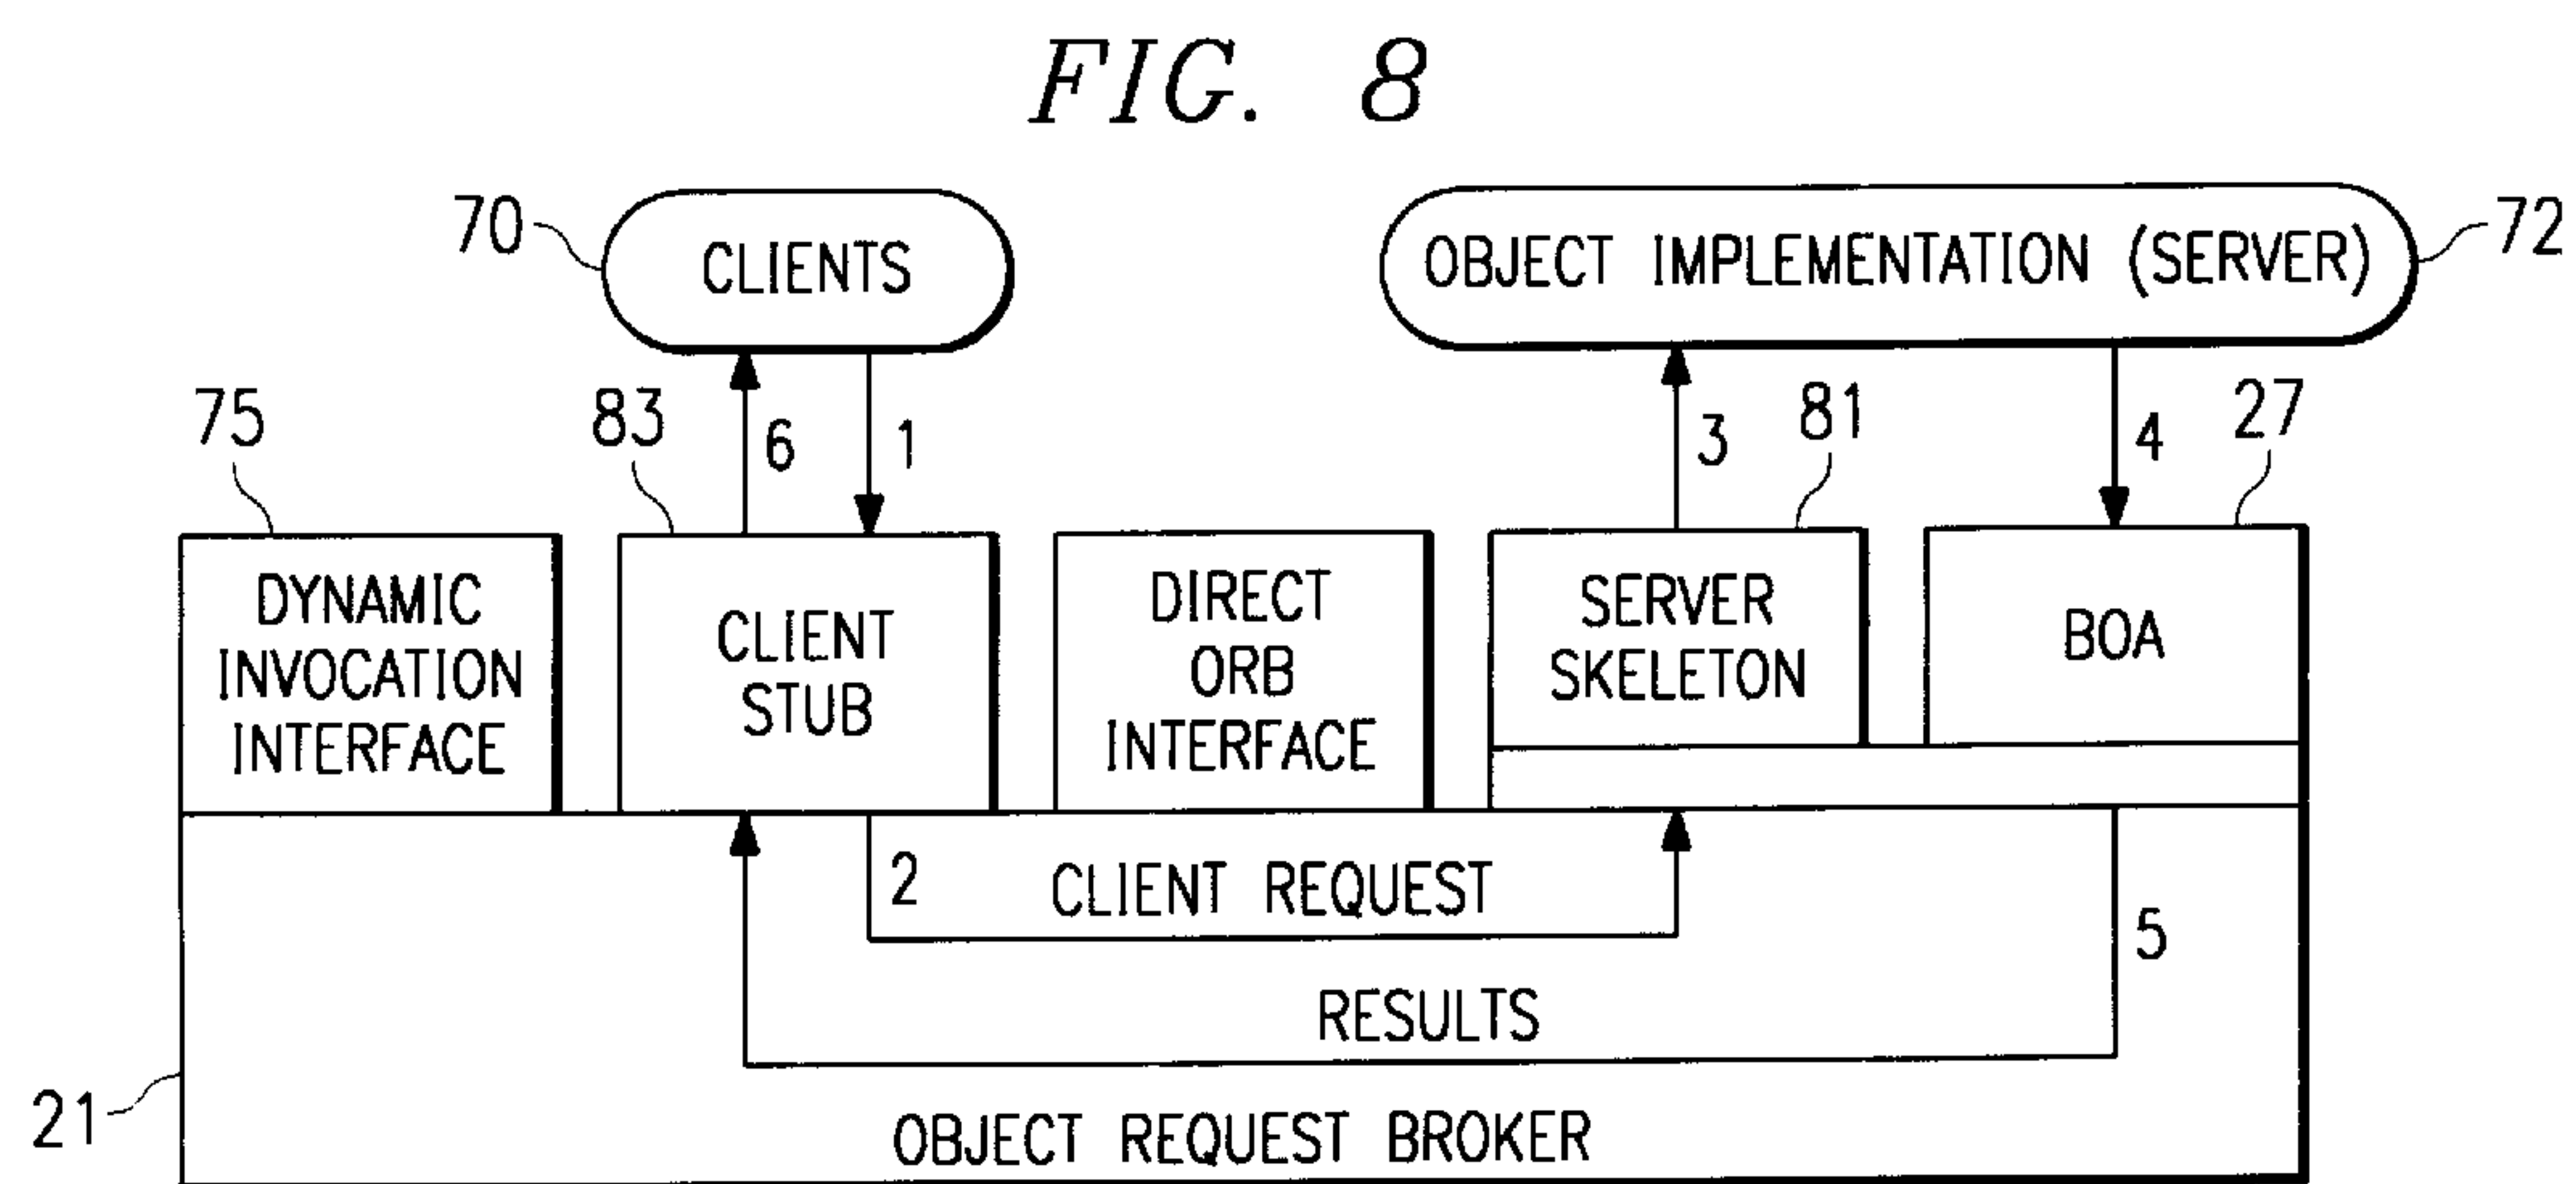 FIG. 8
70
CLIENTS
OBJECT IMPLEMENTATION (SERVER)
72
75
83
6
1
3
81
4
27
DYNAMIC
INVOCATION
INTERFACE
CLIENT
STUB
DIRECT
ORB
INTERFACE
SERVER
SKELETON
BOA
2
CLIENT REQUEST
5
RESULTS
21
OBJECT REQUEST BROKER